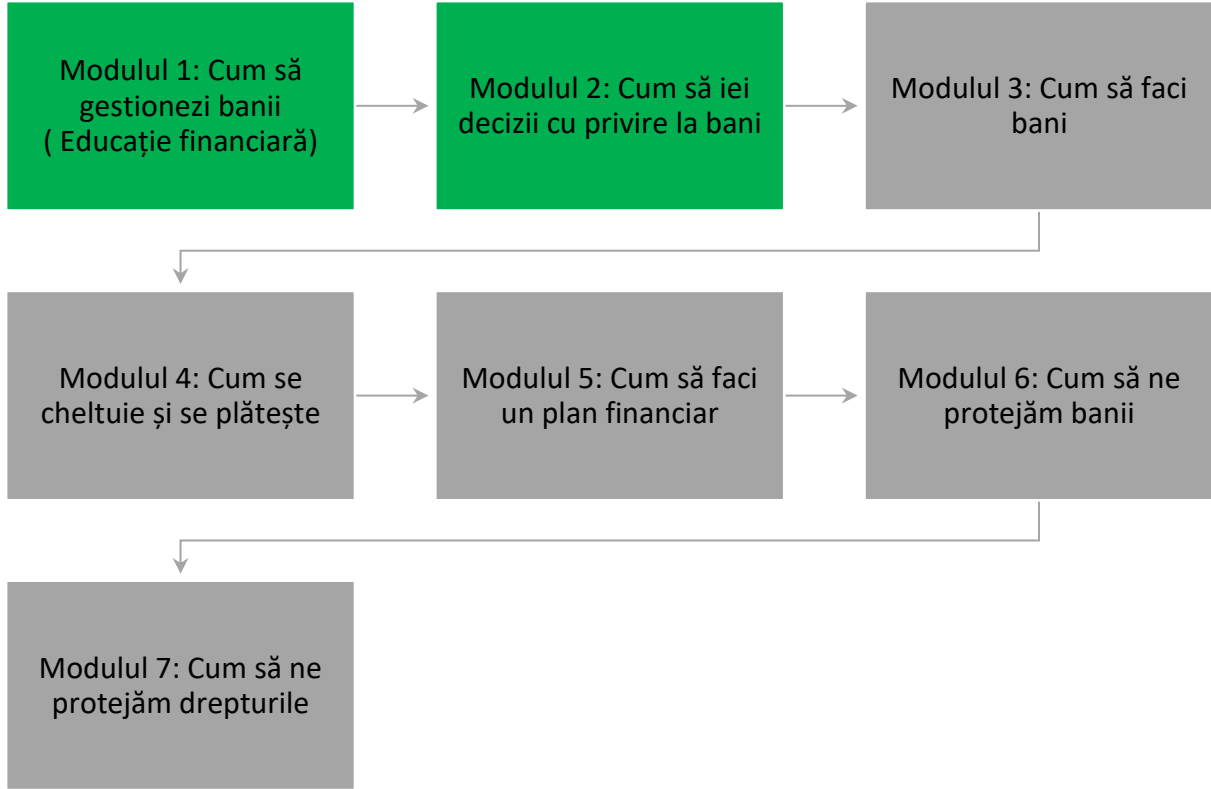 Modulul 1: Cum să
gestionezi banii
( Educație financiară)
Modulul 2: Cum să iei
decizii cu privire la bani
Modulul 3: Cum să faci
bani
Modulul 4: Cum se
cheltuie și se plătește
Modulul 5: Cum să faci
un plan financiar
Modulul 6: Cum să ne
protejăm banii
Modulul 7: Cum să ne
protejăm drepturile